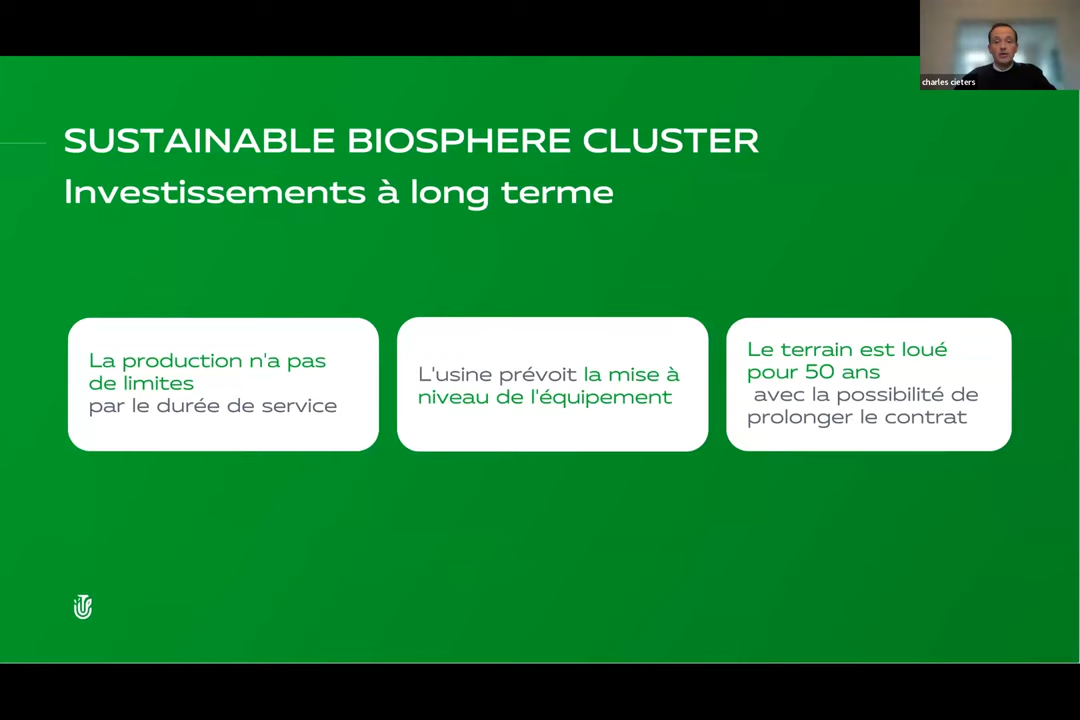 charles cieters
SUSTAINABLE BIOSPHERE CLUSTER
Investissements à long terme
La production n'a pas
de limites
par le durée de service
L'usine prévoit la mise à
niveau de l'équipement
Le terrain est loué
pour 50 ans
avec la possibilité de
prolonger le contrat